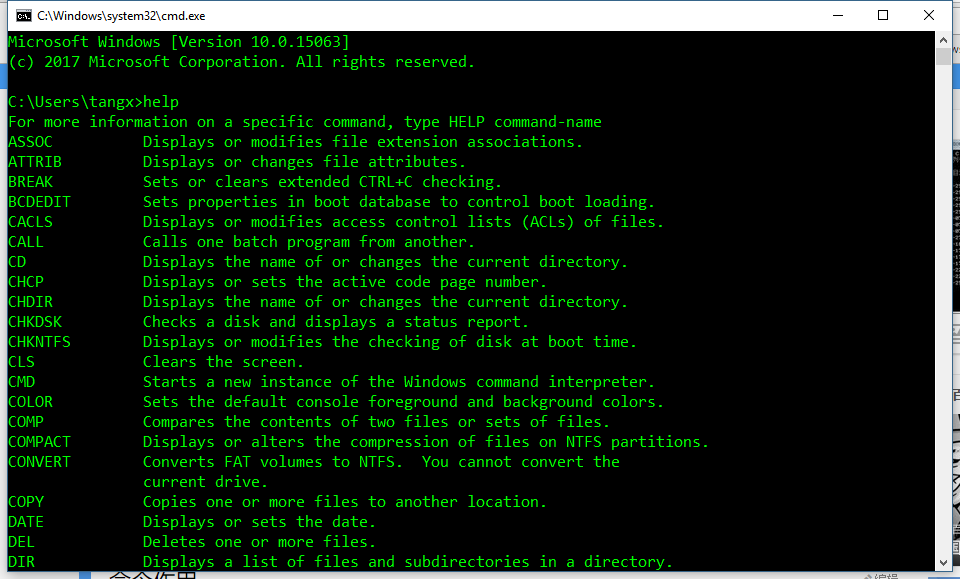 C:\Windows\system32\cmd.exe
Microsoft Windows [Version 10.0.15063]
(c) 2017 Microsoft Corporation. All rights reserved.
C:\Users\tangx>help
For more information on a specific command, type HELP command-name
ASSOC          Displays or modifies file extension associations.
ATTRIB         Displays or changes file attributes.
BREAK          Sets or clears extended CTRL+C checking.
BCDEDIT        Sets properties in boot database to control boot loading.
CACLS          Displays or modifies access control lists (ACLs) of files.
CALL           Calls one batch program from another.
CD             Displays the name of or changes the current directory.
CHCP           Displays or sets the active code page number.
CHDIR          Displays the name of or changes the current directory.
CHKDSK         Checks a disk and displays a status report.
CHKNTFS        Displays or modifies the checking of disk at boot time.
CLS            Clears the screen.
CMD            Starts a new instance of the Windows command interpreter.
COLOR          Sets the default console foreground and background colors.
COMP           Compares the contents of two files or sets of files.
COMPACT        Displays or alters the compression of files on NTFS partitions.
CONVERT        Converts FAT volumes to NTFS.  You cannot convert the
               current drive.
COPY           Copies one or more files to another location.
DATE           Displays or sets the date.
DEL            Deletes one or more files.
DIR            Displays a list of files and subdirectories in a directory.